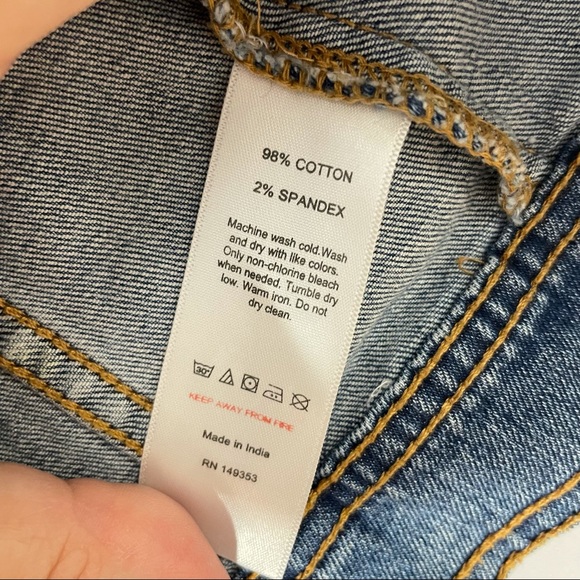 98% COTTON
2% SPANDEX
Machine wash cold.Wash
and dry with like colors.
Only non-chlorine bleach
when needed. Tumble dry
low. Warm iron. Do not
dry clean.
30°
KEEP AWAY FROM FIRE
Made in India
RN 149353